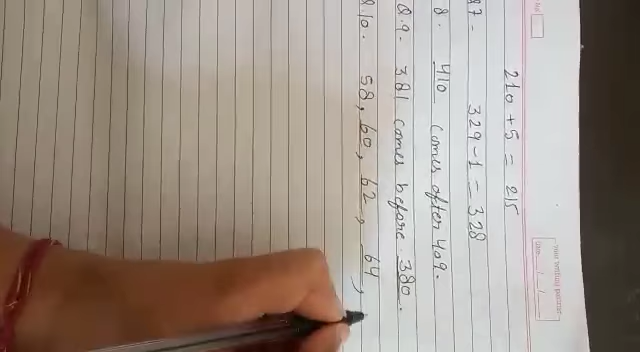 210 + 5 = 215
Q7. 329 - 1 = 328
8. 410 comes after 409.
Q.9. 381 comes before 380.
Q.10. 58, 60, 62, 64,